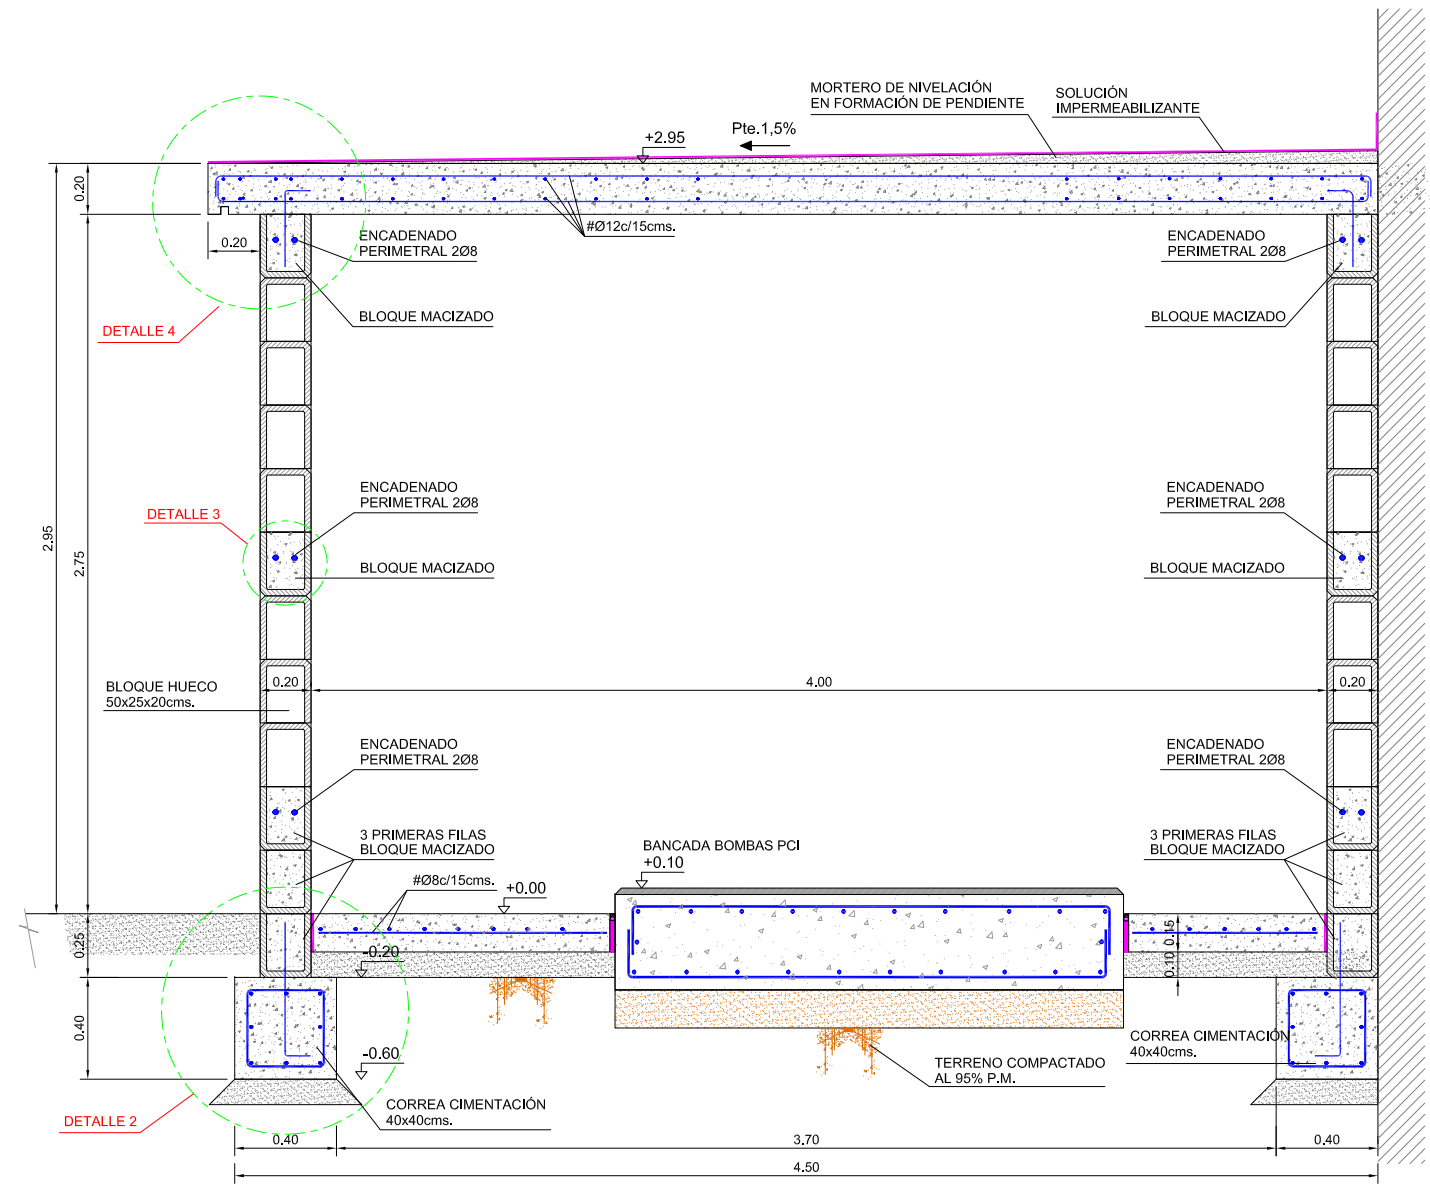 MORTERO DE NIVELACIÓN
EN FORMACIÓN DE PENDIENTE
SOLUCIÓN
IMPERMEABILIZANTE
Pte.1,5%
+2.95
0.20
#Ø12c/15cms.
0.20
ENCADENADO
PERIMETRAL 2Ø8
ENCADENADO
PERIMETRAL 2Ø8
BLOQUE MACIZADO
BLOQUE MACIZADO
DETALLE 4
ENCADENADO
PERIMETRAL 2Ø8
ENCADENADO
PERIMETRAL 2Ø8
DETALLE 3
2.95
2.75
BLOQUE MACIZADO
BLOQUE MACIZADO
BLOQUE HUECO
50x25x20cms.
0.20
4.00
0.20
ENCADENADO
PERIMETRAL 2Ø8
ENCADENADO
PERIMETRAL 2Ø8
3 PRIMERAS FILAS
BLOQUE MACIZADO
BANCADA BOMBAS PCI
+0.10
3 PRIMERAS FILAS
BLOQUE MACIZADO
#Ø8c/15cms.
+0.00
0.25
-0.20
0.15
0.10
0.40
-0.60
CORREA CIMENTACIÓN
40x40cms.
TERRENO COMPACTADO
AL 95% P.M.
CORREA CIMENTACIÓN
40x40cms.
DETALLE 2
0.40
3.70
0.40
4.50